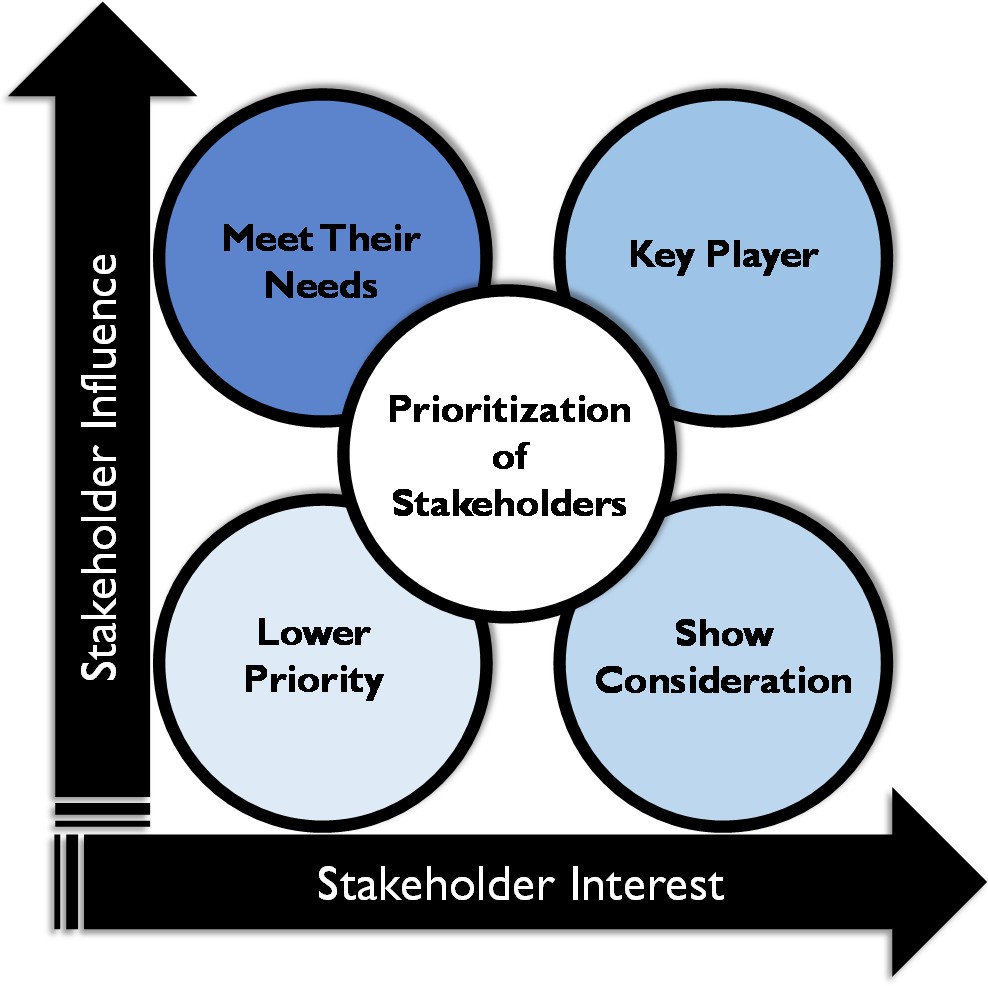 Meet Their
Needs
Key Player
Prioritization
of
Stakeholders
Lower
Priority
Show
Consideration
Stakeholder Influence
Stakeholder Interest